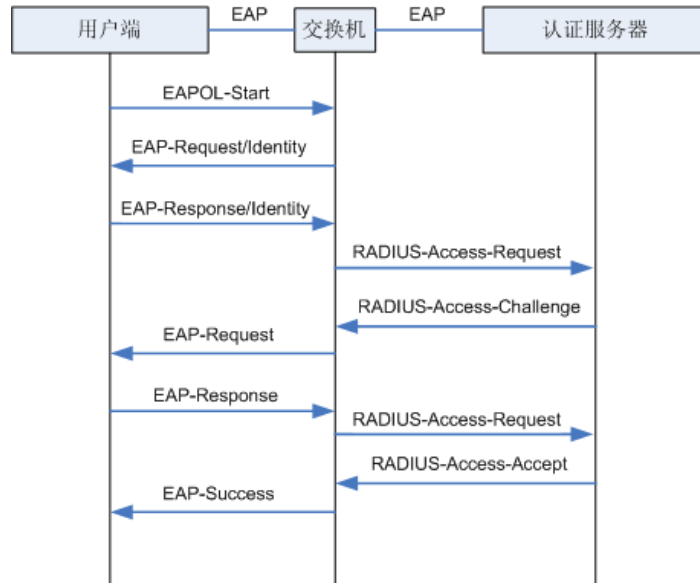 用户端
EAP
交换机
EAP
认证服务器
EAPOL-Start
EAP-Request/Identity
EAP-Response/Identity
RADIUS-Access-Request
RADIUS-Access-Challenge
EAP-Request
EAP-Response
RADIUS-Access-Request
RADIUS-Access-Accept
EAP-Success